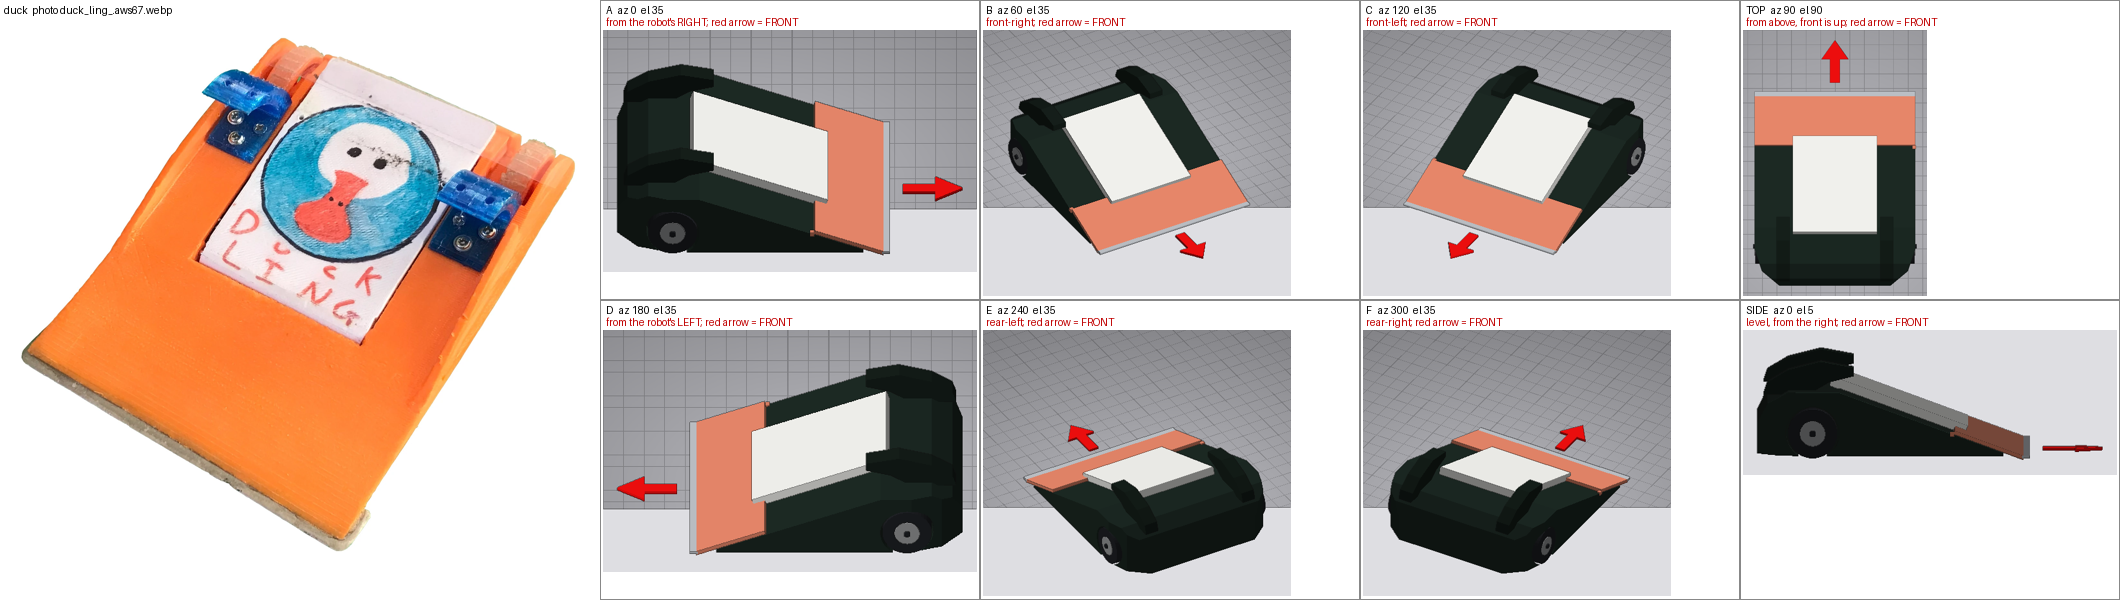 duck photoduck_ling_.aws67.webp
D u c K
L I N G
A az 0 el 35
from the robot's RIGHT; red arrow = FRONT
B az 60 el 35
front-right; red arrow = FRONT
C az 120 el 35
front-left; red arrow = FRONT
TOP az 90 el 90
from above, front is up; red arrow = FRONT
D az 180 el 35
from the robot's LEFT; red arrow = FRONT
E az 240 el 35
rear-left; red arrow = FRONT
F az 300 el 35
rear-right; red arrow = FRONT
SIDE az 0 el 5
level, from the right; red arrow = FRONT